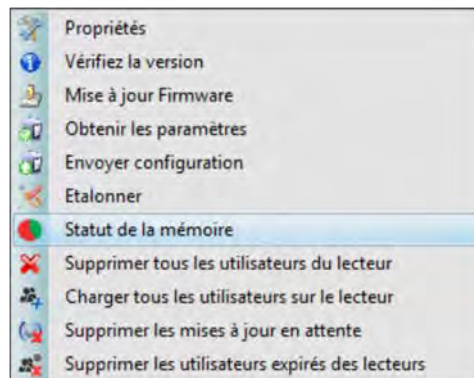 Propriétés
Vérifiez la version
Mise à jour Firmware
Obtenir les paramètres
Envoyer configuration
Etalonner
Statut de la mémoire
Supprimer tous les utilisateurs du lecteur
Charger tous les utilisateurs sur le lecteur
Supprimer les mises à jour en attente
Supprimer les utilisateurs expirés des lecteurs